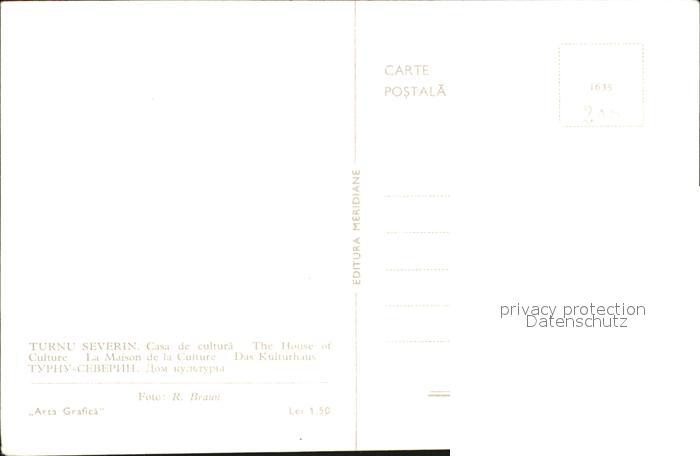 TURNU SEVERIN. Casa de cultură The House of
Culture La Maison de la Culture Das Kulturhaus
ТУРНУ-СЕВЕРИН. Дом культуры
Foto: R. Braun
„Arta Grafică" Lei 1.50
EDITURA MERIDIANE
CARTE
POȘTALĂ
privacy protection
Datenschutz